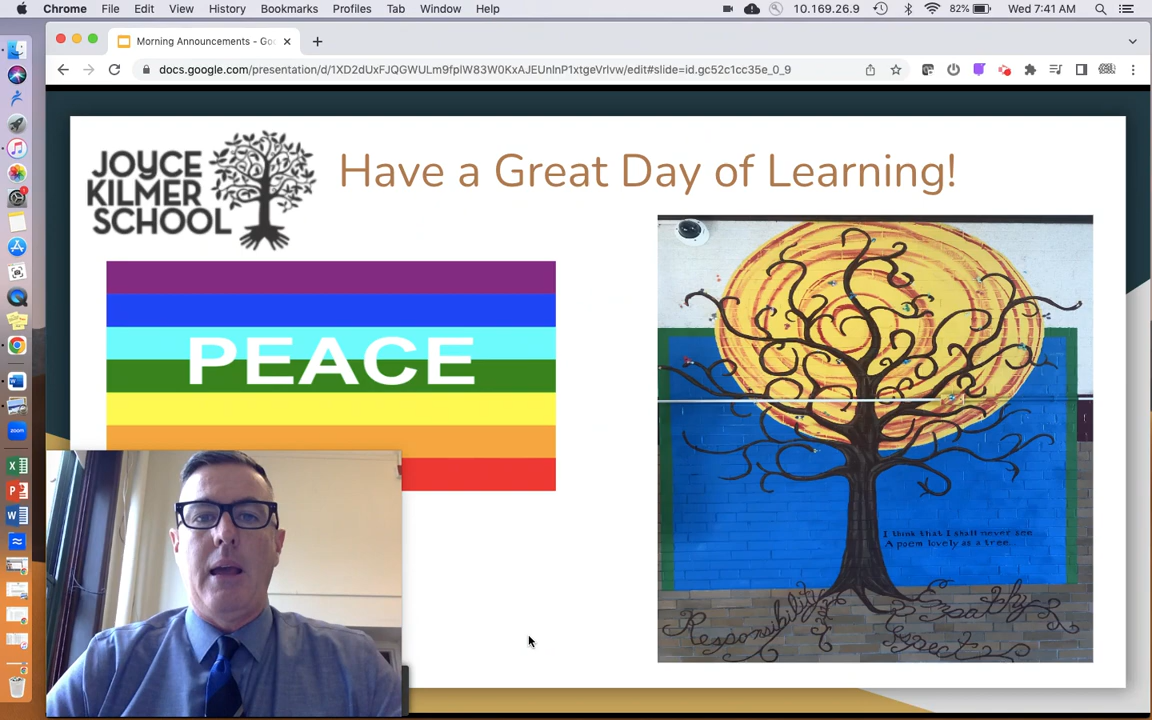 Chrome File Edit View History Bookmarks Profiles Tab Window Help 10.169.26.9 82% Wed 7:41 AM
Morning Announcements - Goo
docs.google.com/presentation/d/1XD2dUxFJQGWULm9fplW83W0KxAJEUnlnP1xtgeVrlvw/edit#slide=id.gc52c1cc35e_0_9
JOYCE
KILMER
SCHOOL
Have a Great Day of Learning!
PEACE
I think that I shall never see
A poem lovely as a tree.
Responsibility
Empathy
Respect
zoom